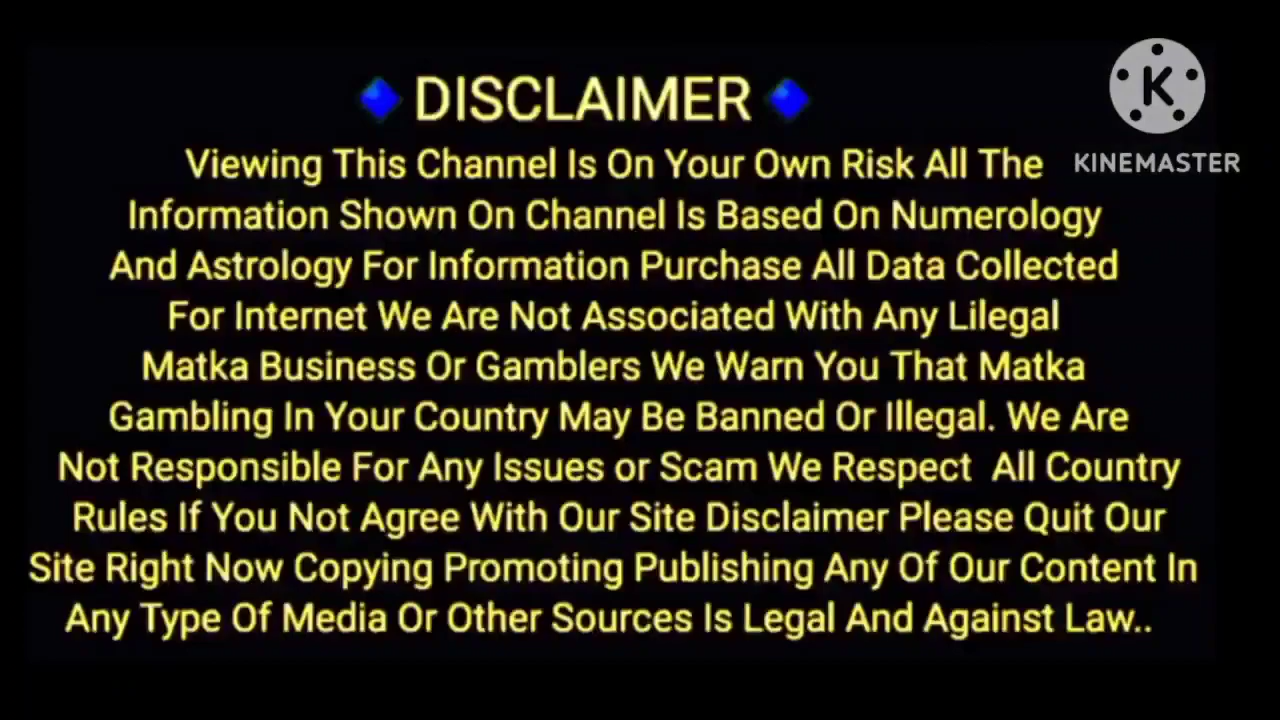 DISCLAIMER
KINEMASTER
Viewing This Channel Is On Your Own Risk All The
Information Shown On Channel Is Based On Numerology
And Astrology For Information Purchase All Data Collected
For Internet We Are Not Associated With Any Lilegal
Matka Business Or Gamblers We Warn You That Matka
Gambling In Your Country May Be Banned Or Illegal. We Are
Not Responsible For Any Issues or Scam We Respect  All Country
Rules If You Not Agree With Our Site Disclaimer Please Quit Our
Site Right Now Copying Promoting Publishing Any Of Our Content In
Any Type Of Media Or Other Sources Is Legal And Against Law..